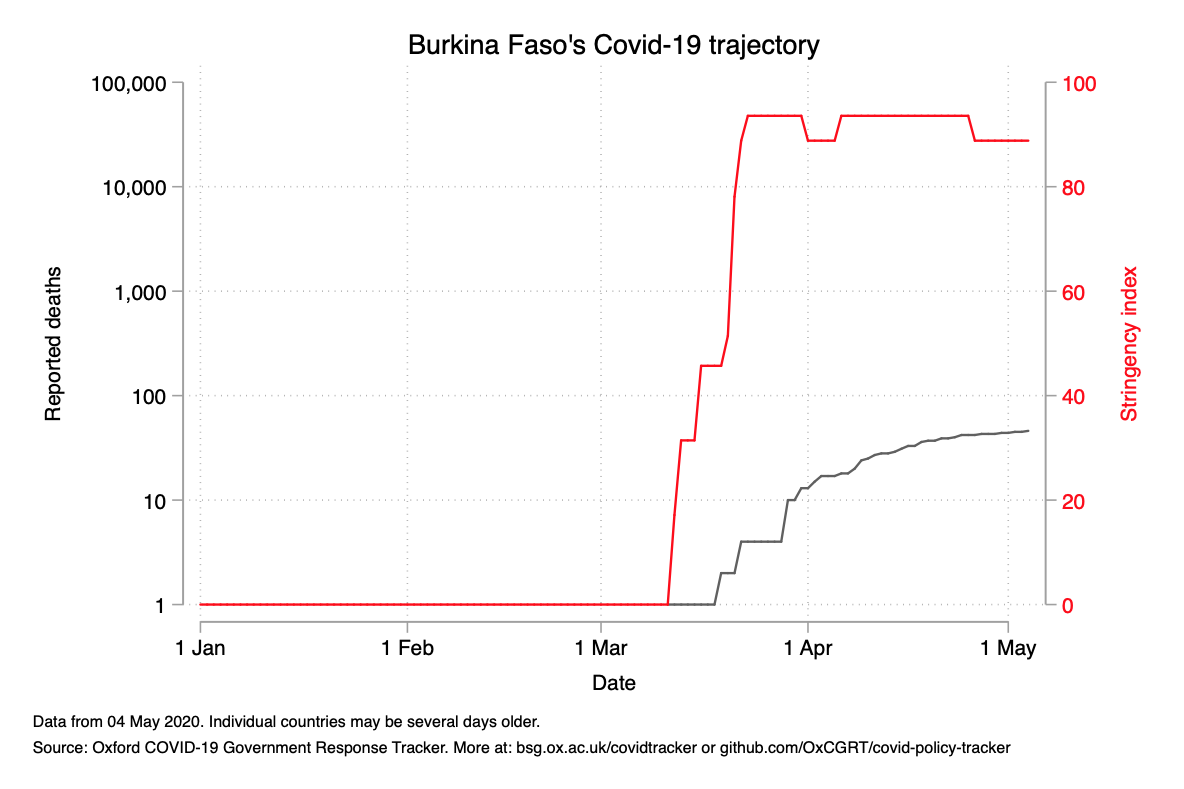 Burkina Faso's Covid-19 trajectory
100,000
10,000
1,000
100
10
1
Reported deaths
100
80
60
40
20
0
Stringency index
1 Jan
1 Feb
1 Mar
1 Apr
1 May
Date
Data from 04 May 2020. Individual countries may be several days older.
Source: Oxford COVID-19 Government Response Tracker. More at: bsg.ox.ac.uk/covidtracker or github.com/OxCGRT/covid-policy-tracker